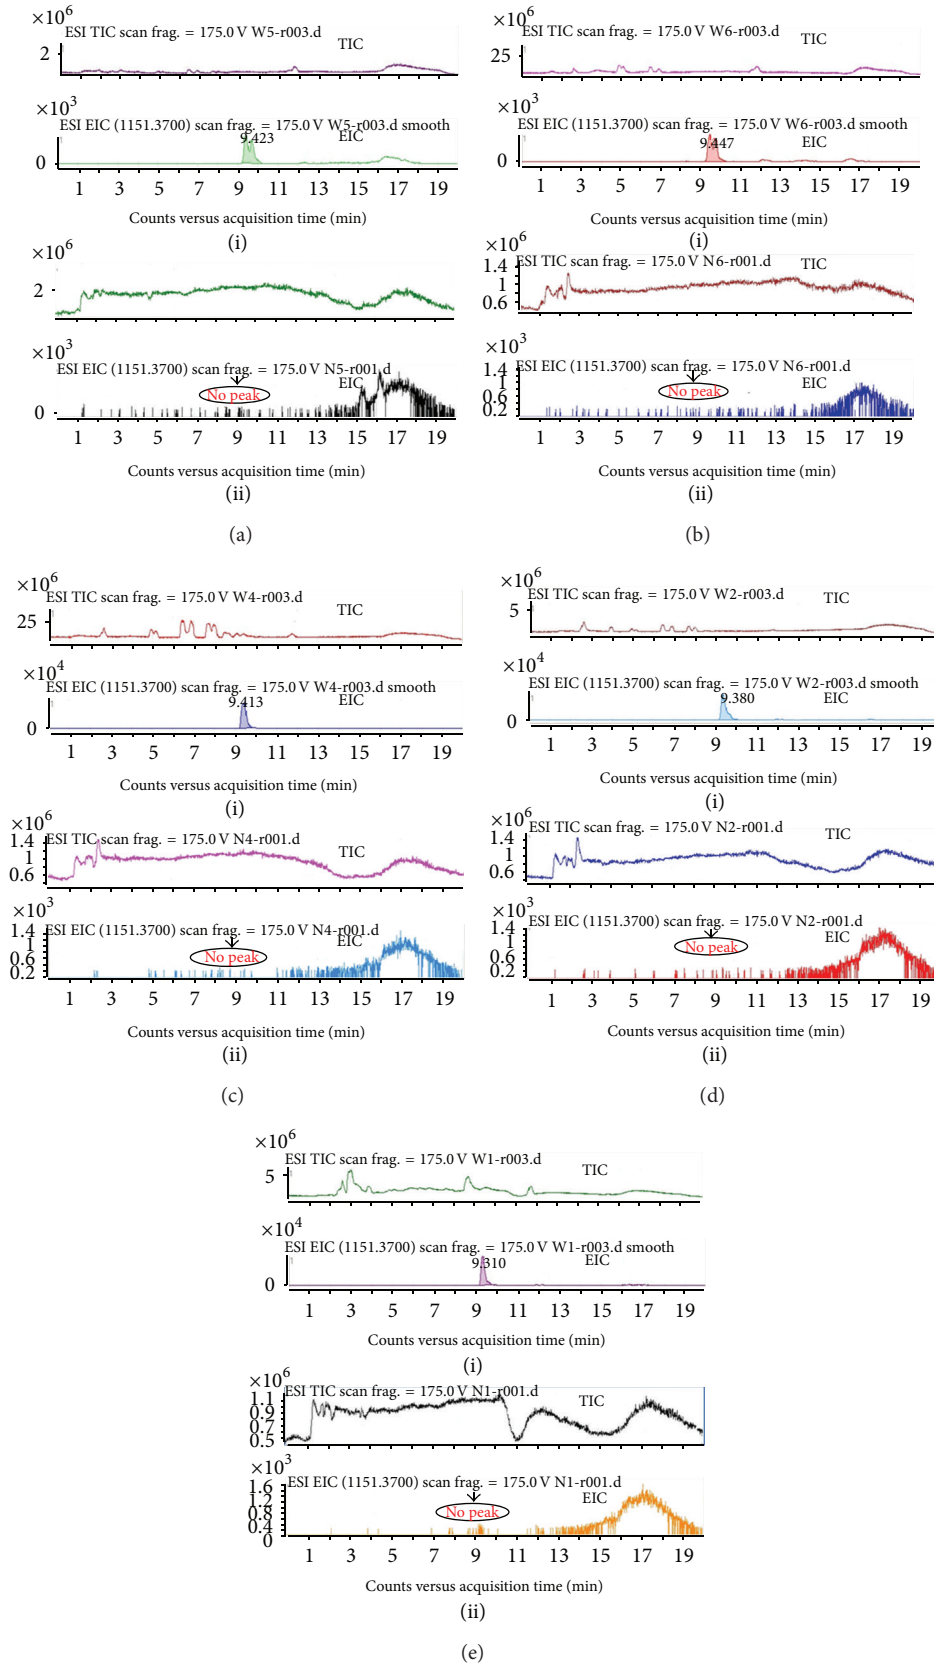 ×10⁶
ESI TIC scan frag. = 175.0 V W5-r003.d
TIC
2
×10³
ESI EIC (1151.3700) scan frag. = 175.0 V W5-r003.d smooth
9.423
EIC
0
1 3 5 7 9 11 13 15 17 19
Counts versus acquisition time (min)
(i)
×10⁶
2
×10³
ESI EIC (1151.3700) scan frag. = 175.0 V N5-r001.d
EIC
No peak
0
1 3 5 7 9 11 13 15 17 19
Counts versus acquisition time (min)
(ii)
(a)
×10⁶
ESI TIC scan frag. = 175.0 V W6-r003.d
TIC
25
×10³
ESI EIC (1151.3700) scan frag. = 175.0 V W6-r003.d smooth
9.447
EIC
0
1 3 5 7 9 11 13 15 17 19
Counts versus acquisition time (min)
(i)
×10⁶
ESI TIC scan frag. = 175.0 V N6-r001.d
TIC
1.4
1
0.6
×10³
ESI EIC (1151.3700) scan frag. = 175.0 V N6-r001.d
1.4
EIC
1
No peak
0.6
0.2
1 3 5 7 9 11 13 15 17 19
Counts versus acquisition time (min)
(ii)
(b)
×10⁶
ESI TIC scan frag. = 175.0 V W4-r003.d
TIC
25
×10⁴
ESI EIC (1151.3700) scan frag. = 175.0 V W4-r003.d smooth
9.413
EIC
0
1 3 5 7 9 11 13 15 17 19
Counts versus acquisition time (min)
(i)
×10⁶
ESI TIC scan frag. = 175.0 V N4-r001.d
1.4
TIC
1
0.6
×10³
ESI EIC (1151.3700) scan frag. = 175.0 V N4-r001.d
1.4
EIC
1
No peak
0.6
0.2
1 3 5 7 9 11 13 15 17 19
Counts versus acquisition time (min)
(ii)
(c)
×10⁶
ESI TIC scan frag. = 175.0 V W2-r003.d
TIC
5
×10⁴
ESI EIC (1151.3700) scan frag. = 175.0 V W2-r003.d smooth
9.380
EIC
0
1 3 5 7 9 11 13 15 17 19
Counts versus acquisition time (min)
(i)
×10⁶
ESI TIC scan frag. = 175.0 V N2-r001.d
TIC
1.4
1
0.6
×10³
ESI EIC (1151.3700) scan frag. = 175.0 V N2-r001.d
1.4
EIC
1
No peak
0.6
0.2
1 3 5 7 9 11 13 15 17 19
Counts versus acquisition time (min)
(ii)
(d)
×10⁶
ESI TIC scan frag. = 175.0 V W1-r003.d
TIC
5
×10⁴
ESI EIC (1151.3700) scan frag. = 175.0 V W1-r003.d smooth
9.310
EIC
0
1 3 5 7 9 11 13 15 17 19
Counts versus acquisition time (min)
(i)
×10⁶
ESI TIC scan frag. = 175.0 V N1-r001.d
TIC
1.1
0.9
0.7
0.5
×10³
ESI EIC (1151.3700) scan frag. = 175.0 V N1-r001.d
1.6
EIC
1.2
No peak
0.8
0.4
0
1 3 5 7 9 11 13 15 17 19
Counts versus acquisition time (min)
(ii)
(e)